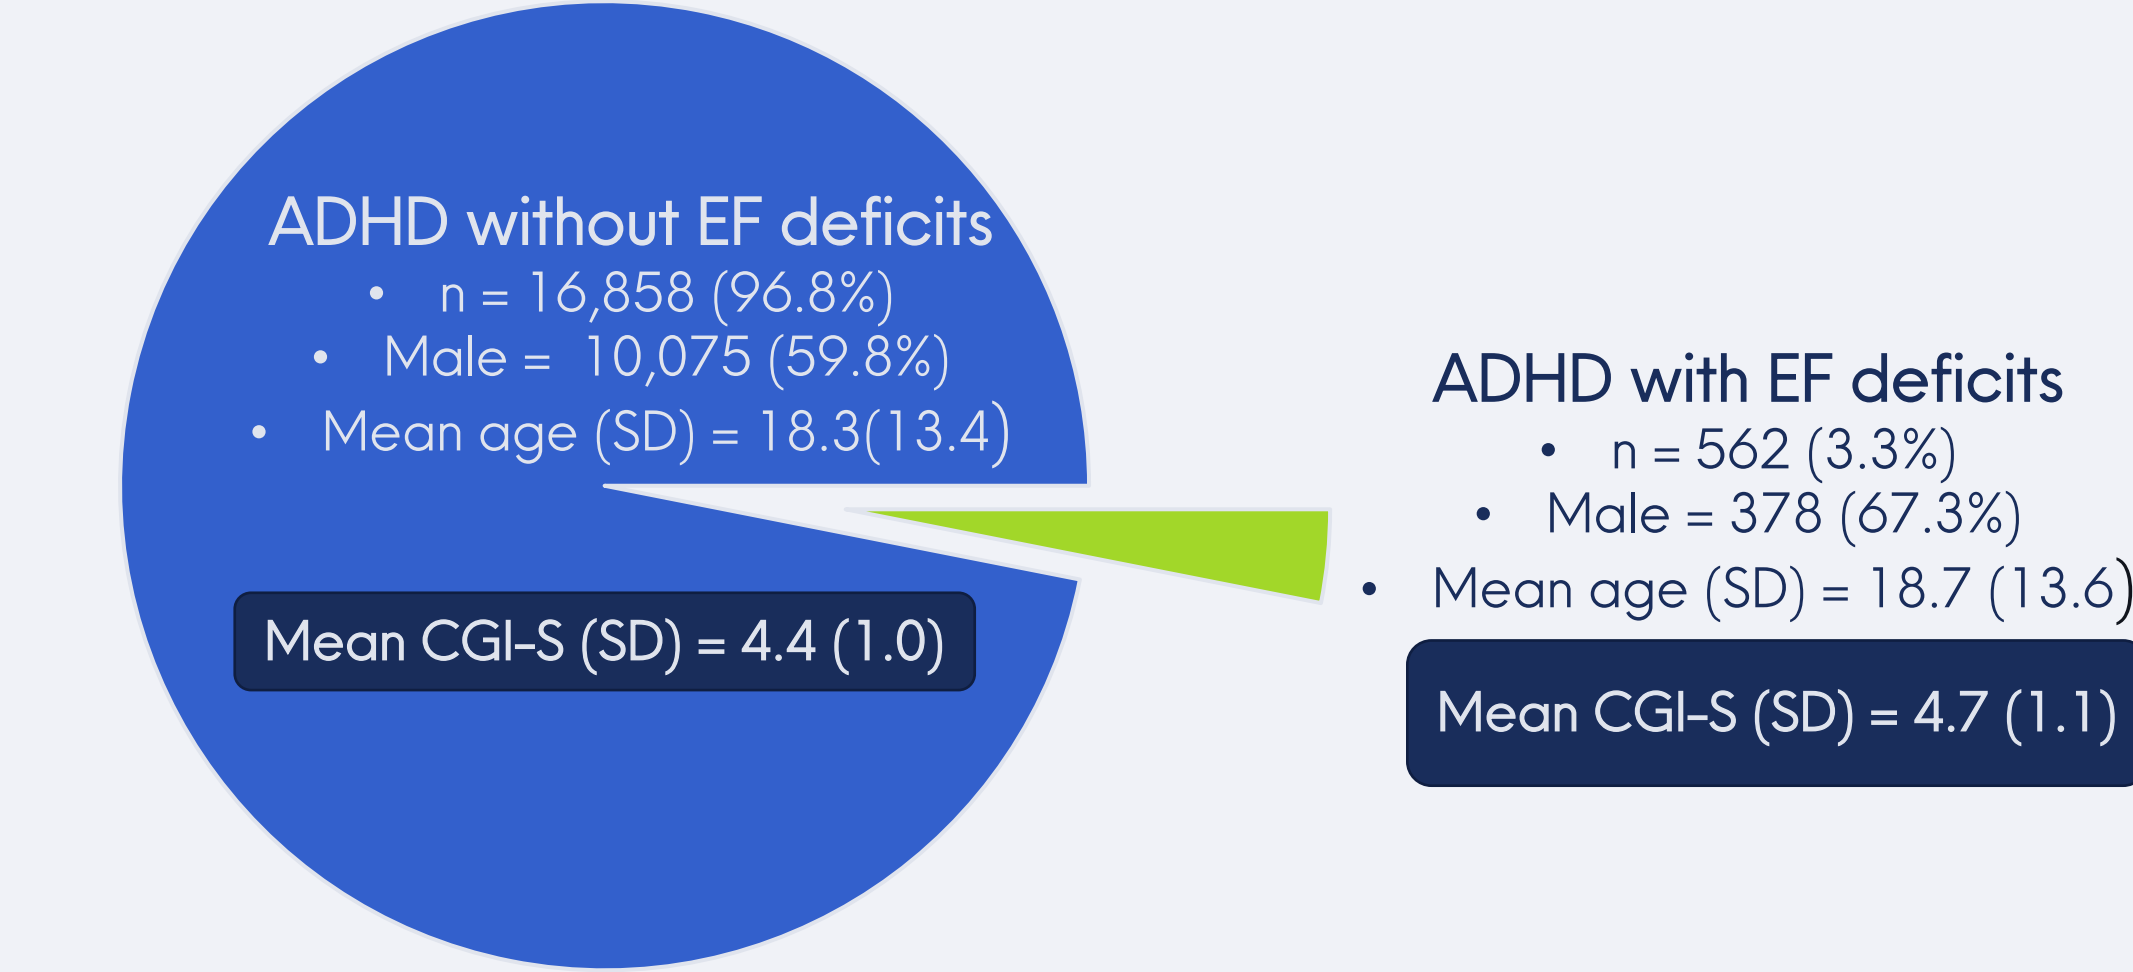 ADHD without EF deficits
• n = 16,858 (96.8%)
• Male = 10,075 (59.8%)
• Mean age (SD) = 18.3(13.4)
Mean CGI-S (SD) = 4.4 (1.0)
ADHD with EF deficits
• n = 562 (3.3%)
• Male = 378 (67.3%)
• Mean age (SD) = 18.7 (13.6)
Mean CGI-S (SD) = 4.7 (1.1)